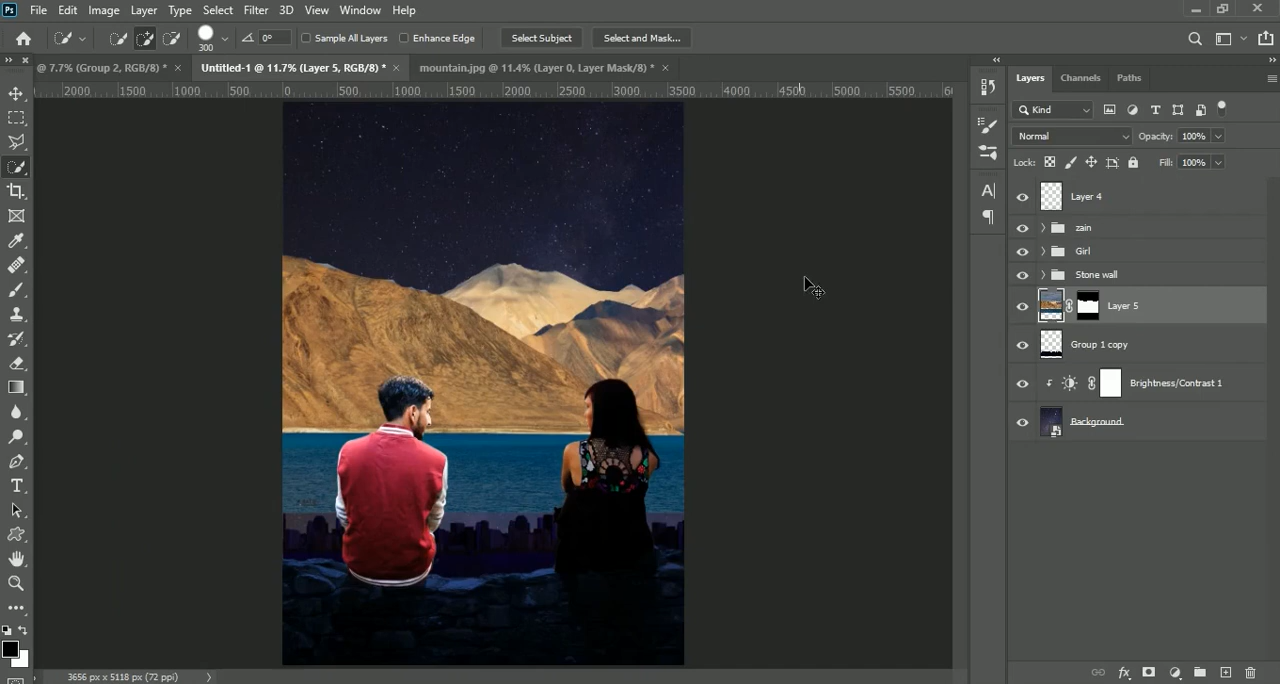 Ps File Edit Image Layer Type Select Filter 3D View Window Help
300 0° Sample All Layers Enhance Edge Select Subject Select and Mask...
@ 7.7% (Group 2, RGB/8) * × Untitled-1 @ 11.7% (Layer 5, RGB/8) * × mountain.jpg @ 11.4% (Layer 0, Layer Mask/8) * ×
2000 1500 1000 500 0 500 1000 1500 2000 2500 3000 3500 4000 4500 5000 5500
Layers Channels Paths
Kind
Normal Opacity: 100%
Lock: Fill: 100%
Layer 4
zain
Girl
Stone wall
Layer 5
Group 1 copy
Brightness/Contrast 1
Background
3656 px x 5118 px (72 ppi)